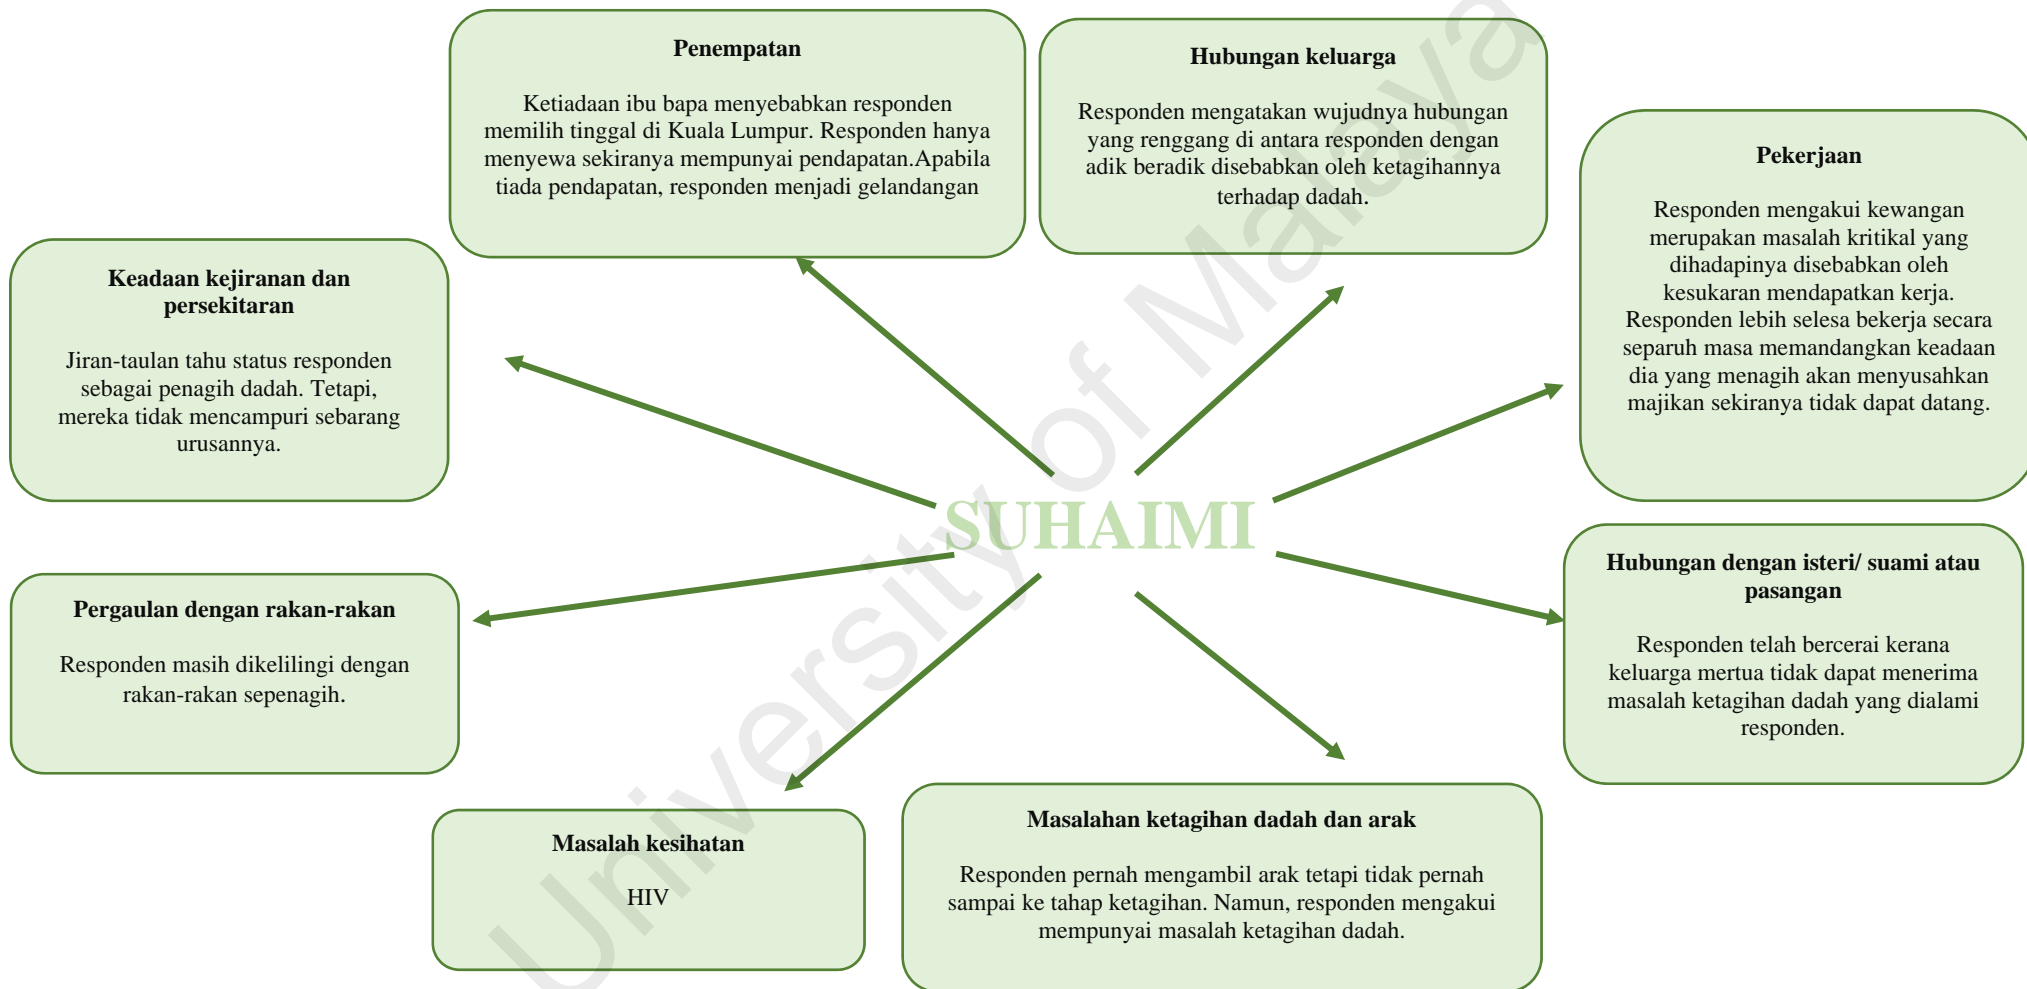 Penempatan
Ketiadaan ibu bapa menyebabkan responden
memilih tinggal di Kuala Lumpur. Responden hanya
menyewa sekiranya mempunyai pendapatan.Apabila
tiada pendapatan, responden menjadi gelandangan
Hubungan keluarga
Responden mengatakan wujudnya hubungan
yang renggang di antara responden dengan
adik beradik disebabkan oleh ketagihannya
terhadap dadah.
Pekerjaan
Responden mengakui kewangan
merupakan masalah kritikal yang
dihadapinya disebabkan oleh
kesukaran mendapatkan kerja.
Responden lebih selesa bekerja secara
separuh masa memandangkan keadaan
dia yang menagih akan menyusahkan
majikan sekiranya tidak dapat datang.
Keadaan kejiranan dan
persekitaran
Jiran-taulan tahu status responden
sebagai penagih dadah. Tetapi,
mereka tidak mencampuri sebarang
urusannya.
SUHAIMI
Hubungan dengan isteri/ suami atau
pasangan
Responden telah bercerai kerana
keluarga mertua tidak dapat menerima
masalah ketagihan dadah yang dialami
responden.
Pergaulan dengan rakan-rakan
Responden masih dikelilingi dengan
rakan-rakan sepenagih.
Masalah kesihatan
HIV
Masalahan ketagihan dadah dan arak
Responden pernah mengambil arak tetapi tidak pernah
sampai ke tahap ketagihan. Namun, responden mengakui
mempunyai masalah ketagihan dadah.
University of Malaya